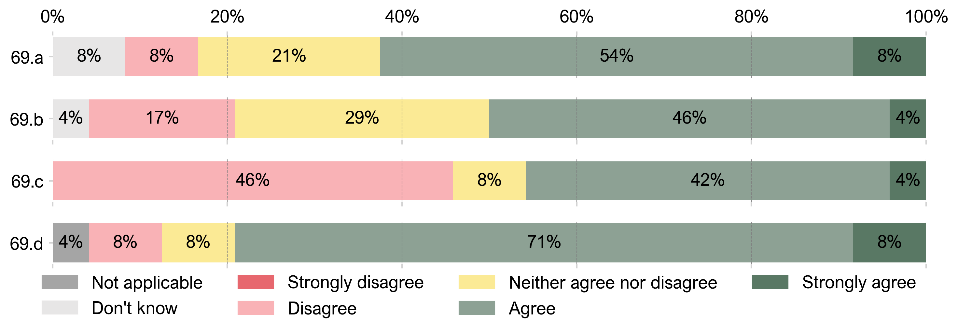 0% 20% 40% 60% 80% 100%
69.a 8% 8% 21% 54% 8%
69.b 4% 17% 29% 46% 4%
69.c 46% 8% 42% 4%
69.d 4% 8% 8% 71% 8%
Not applicable Strongly disagree Neither agree nor disagree Strongly agree
Don't know Disagree Agree